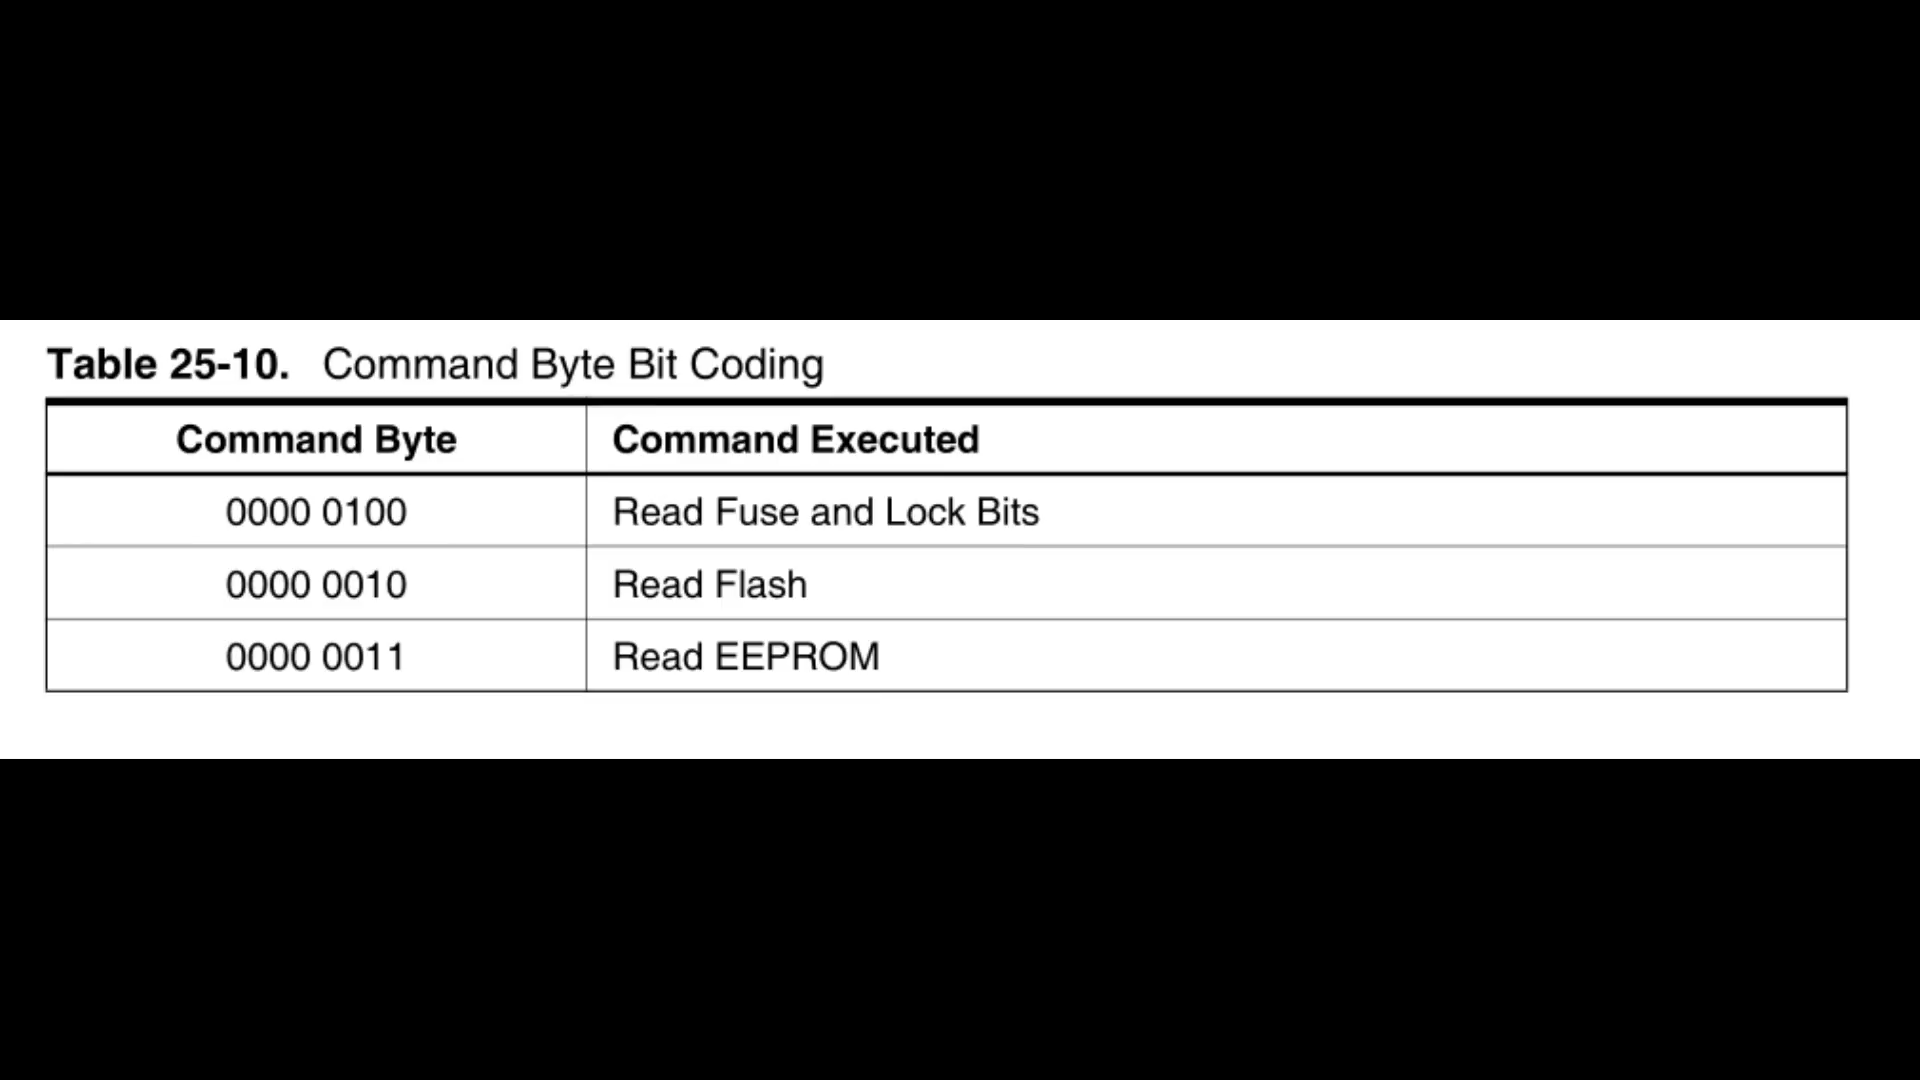 Table 25-10. Command Byte Bit Coding
Command Byte Command Executed
0000 0100 Read Fuse and Lock Bits
0000 0010 Read Flash
0000 0011 Read EEPROM